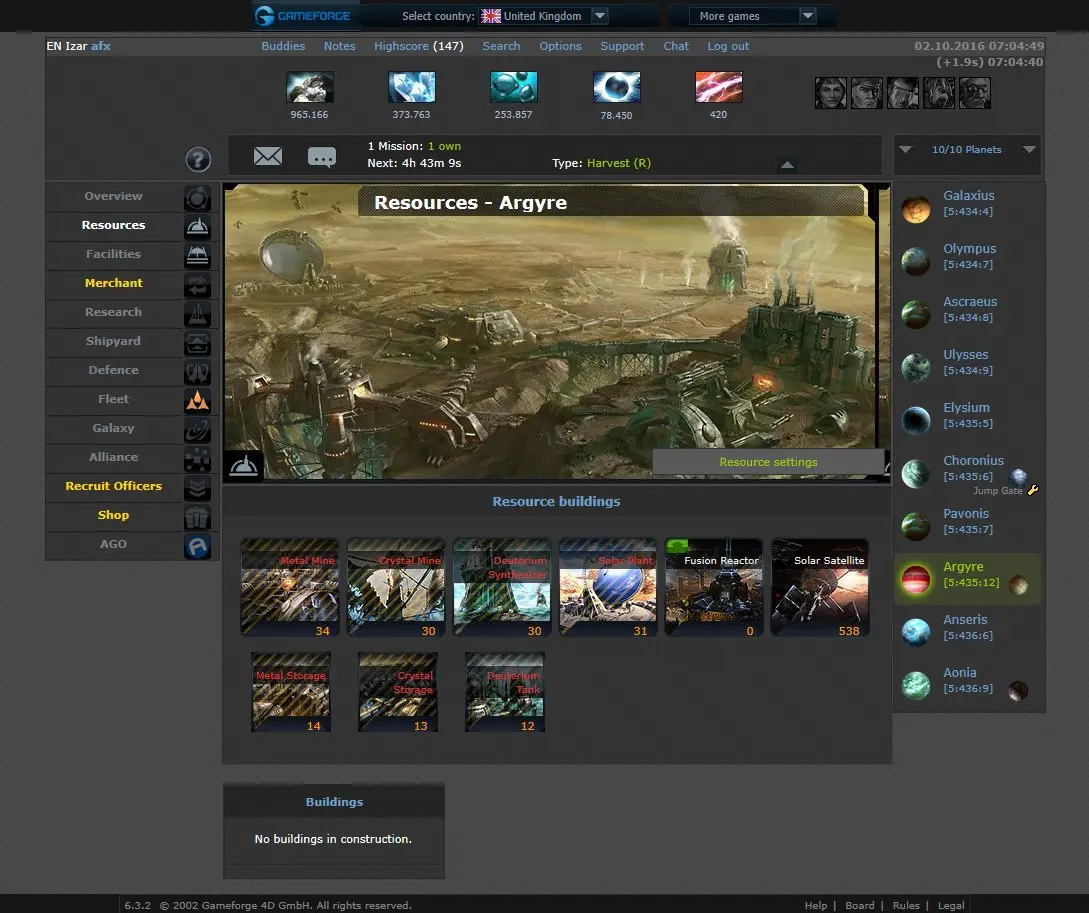 GAMEFORGE
Select country: United Kingdom
More games
EN Izar afx
Buddies Notes Highscore (147) Search Options Support Chat Log out
02.10.2016 07:04:49
(+1.9s) 07:04:40
965.166 373.763 253.857 78.450 420
?
1 Mission: 1 own
Next: 4h 43m 9s Type: Harvest (R)
10/10 Planets
Overview
Resources
Facilities
Merchant
Research
Shipyard
Defence
Fleet
Galaxy
Alliance
Recruit Officers
Shop
AGO
Resources - Argyre
Resource settings
Resource buildings
Metal Mine
34
Crystal Mine
30
Deuterium
Synthesizer
30
Solar Plant
31
Fusion Reactor
0
Solar Satellite
538
Metal Storage
14
Crystal
Storage
13
Deuterium
Tank
12
Buildings
No buildings in construction.
Galaxius
[5:434:4]
Olympus
[5:434:7]
Ascraeus
[5:434:8]
Ulysses
[5:434:9]
Elysium
[5:435:5]
Choronius
[5:435:6]
Jump Gate
Pavonis
[5:435:7]
Argyre
[5:435:12]
Anseris
[5:436:6]
Aonia
[5:436:9]
6.3.2 © 2002 Gameforge 4D GmbH. All rights reserved.
Help | Board | Rules | Legal